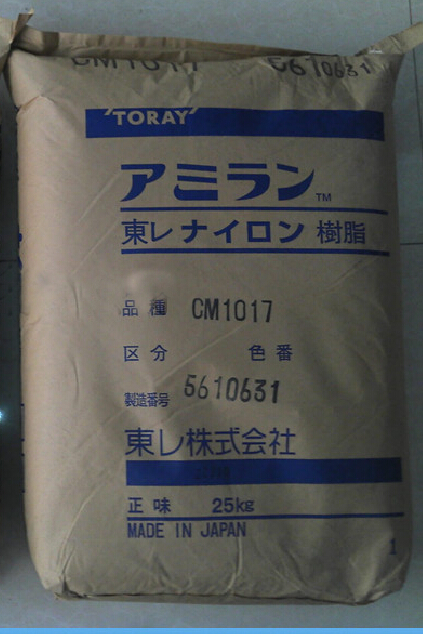 CM1017 5610631
'TORAY'
アミラン™
東レナイロン 樹脂
品種 CM1017
区分 色番
製造番号 5610631
東レ株式会社
正味 25kg
MADE IN JAPAN
1